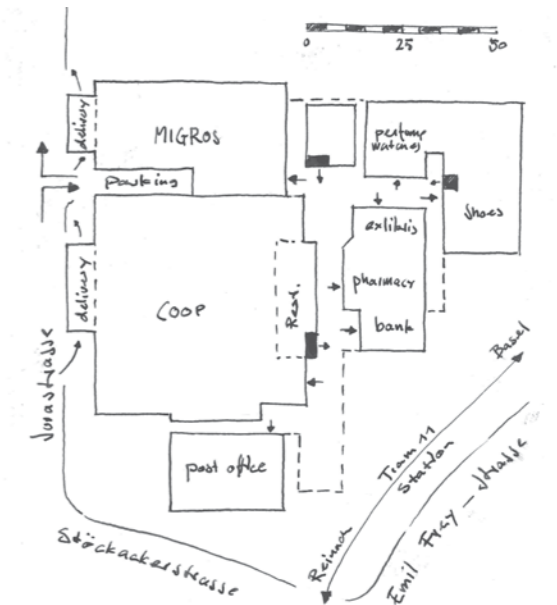 0 25 50
delivery
MIGROS
perfume
watches
Parking
Shoes
exlibris
delivery
pharmacy
COOP
Rest.
bank
Jurastrasse
Basel
Tram 11
Station
post office
Reinach
Emil Frey-Strasse
Stöckackerstrasse